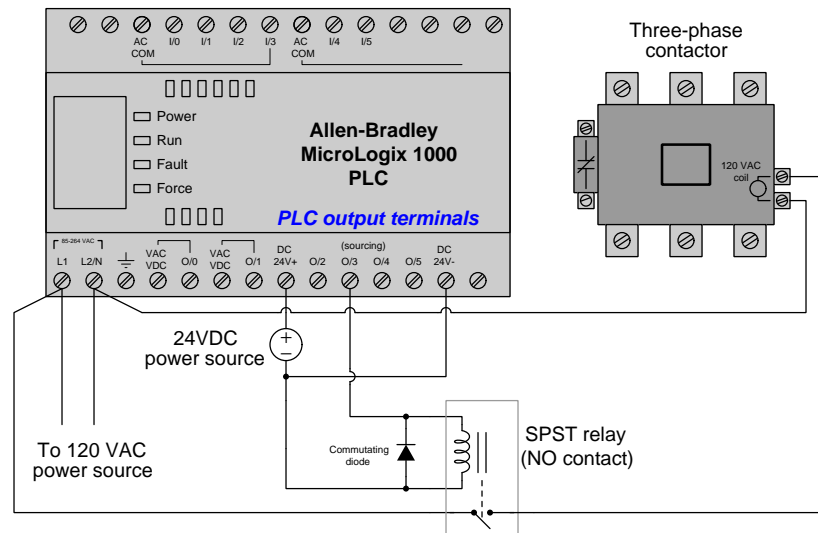 AC
COM
I/0
I/1
I/2
I/3
AC
COM
I/4
I/5
Three-phase
contactor
Power
Run
Fault
Force
Allen-Bradley
MicroLogix 1000
PLC
PLC output terminals
120 VAC
coil
85-264 VAC
L1
L2/N
VAC
VDC
O/0
VAC
VDC
O/1
DC
24V+
O/2
(sourcing)
O/3
O/4
O/5
DC
24V-
24VDC
power source
+
−
To 120 VAC
power source
Commutating
diode
SPST relay
(NO contact)